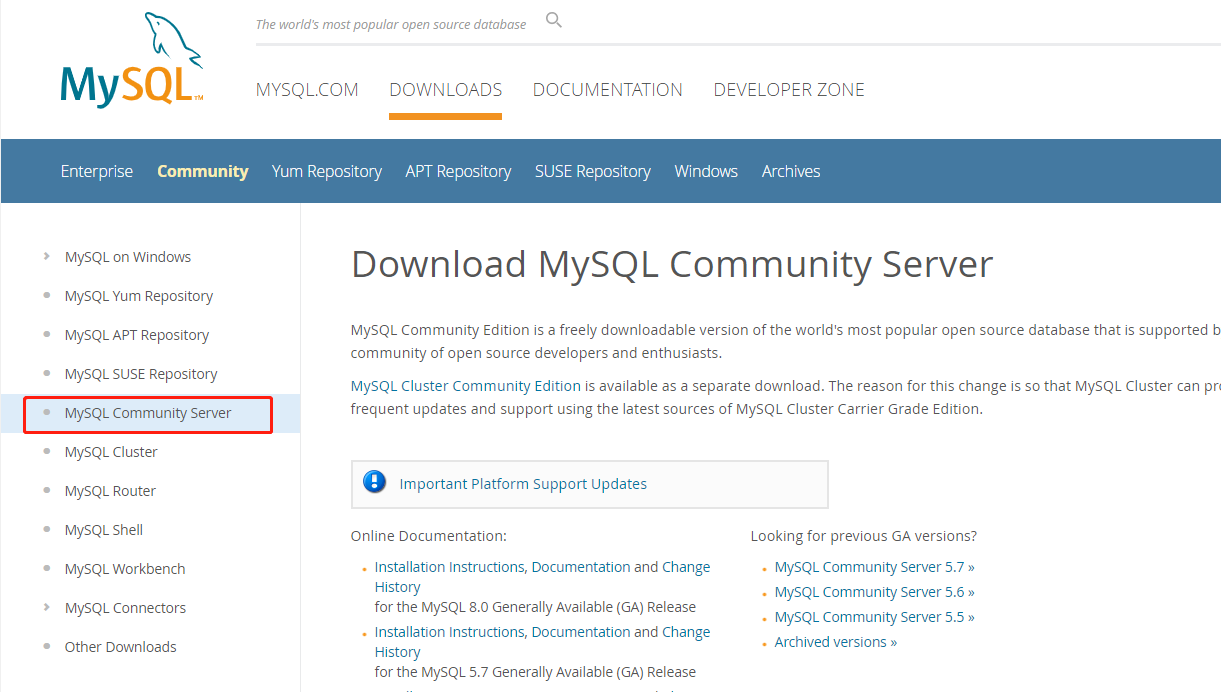 The world's most popular open source database
MySQL™
MYSQL.COM DOWNLOADS DOCUMENTATION DEVELOPER ZONE
Enterprise Community Yum Repository APT Repository SUSE Repository Windows Archives
MySQL on Windows
MySQL Yum Repository
MySQL APT Repository
MySQL SUSE Repository
MySQL Community Server
MySQL Cluster
MySQL Router
MySQL Shell
MySQL Workbench
MySQL Connectors
Other Downloads
Download MySQL Community Server
MySQL Community Edition is a freely downloadable version of the world's most popular open source database that is supported b
community of open source developers and enthusiasts.
MySQL Cluster Community Edition is available as a separate download. The reason for this change is so that MySQL Cluster can pro
frequent updates and support using the latest sources of MySQL Cluster Carrier Grade Edition.
Important Platform Support Updates
Online Documentation:
Installation Instructions, Documentation and Change
History
for the MySQL 8.0 Generally Available (GA) Release
Installation Instructions, Documentation and Change
History
for the MySQL 5.7 Generally Available (GA) Release
Looking for previous GA versions?
MySQL Community Server 5.7 »
MySQL Community Server 5.6 »
MySQL Community Server 5.5 »
Archived versions »